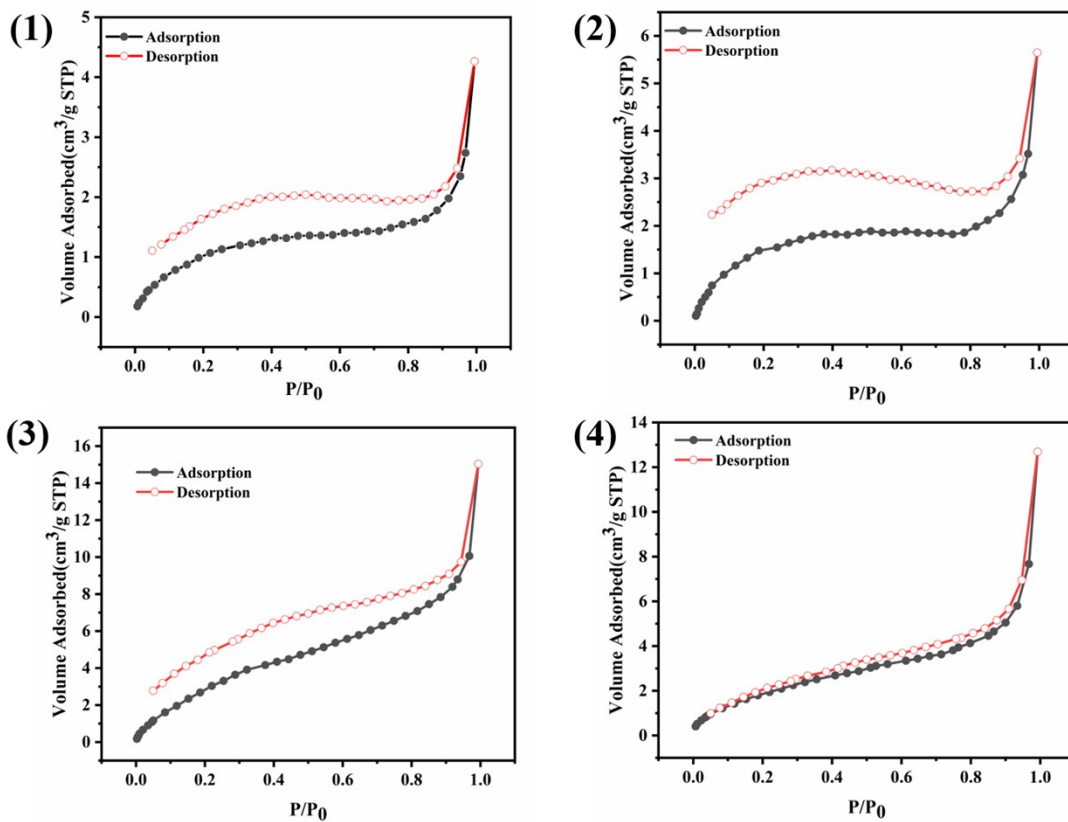 (1)
5
4
3
2
1
0
Adsorption
Desorption
Volume Adsorbed(cm³/g STP)
0.0 0.2 0.4 0.6 0.8 1.0
P/P₀
(2)
6
5
4
3
2
1
0
Adsorption
Desorption
Volume Adsorbed(cm³/g STP)
0.0 0.2 0.4 0.6 0.8 1.0
P/P₀
(3)
16
14
12
10
8
6
4
2
0
Adsorption
Desorption
Volume Adsorbed(cm³/g STP)
0.0 0.2 0.4 0.6 0.8 1.0
P/P₀
(4)
14
12
10
8
6
4
2
0
Adsorption
Desorption
Volume Adsorbed(cm³/g STP)
0.0 0.2 0.4 0.6 0.8 1.0
P/P₀